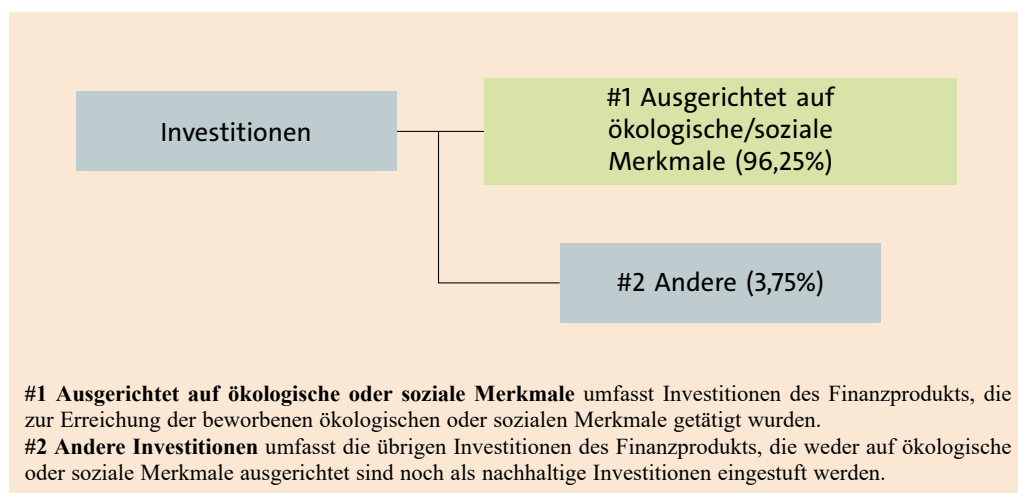 Investitionen
#1 Ausgerichtet auf
ökologische/soziale
Merkmale (96,25%)
#2 Andere (3,75%)
#1 Ausgerichtet auf ökologische oder soziale Merkmale umfasst Investitionen des Finanzprodukts, die
zur Erreichung der beworbenen ökologischen oder sozialen Merkmale getätigt wurden.
#2 Andere Investitionen umfasst die übrigen Investitionen des Finanzprodukts, die weder auf ökologische
oder soziale Merkmale ausgerichtet sind noch als nachhaltige Investitionen eingestuft werden.